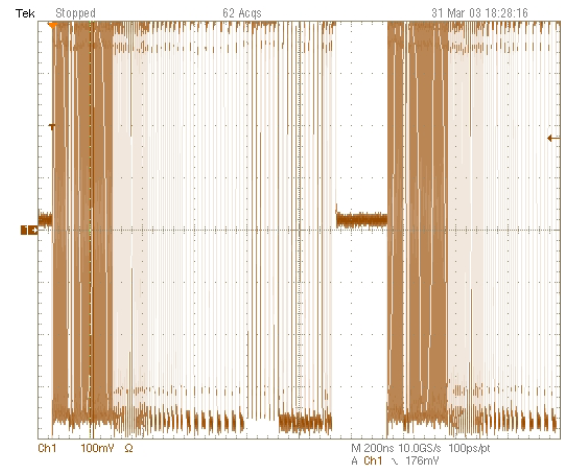 Tek Stopped 62 Acqs 31 Mar 03 18:28:16
T
1
Ch1 100mV Ω M 200ns 10.0GS/s 100ps/pt
A Ch1 ∖ 176mV